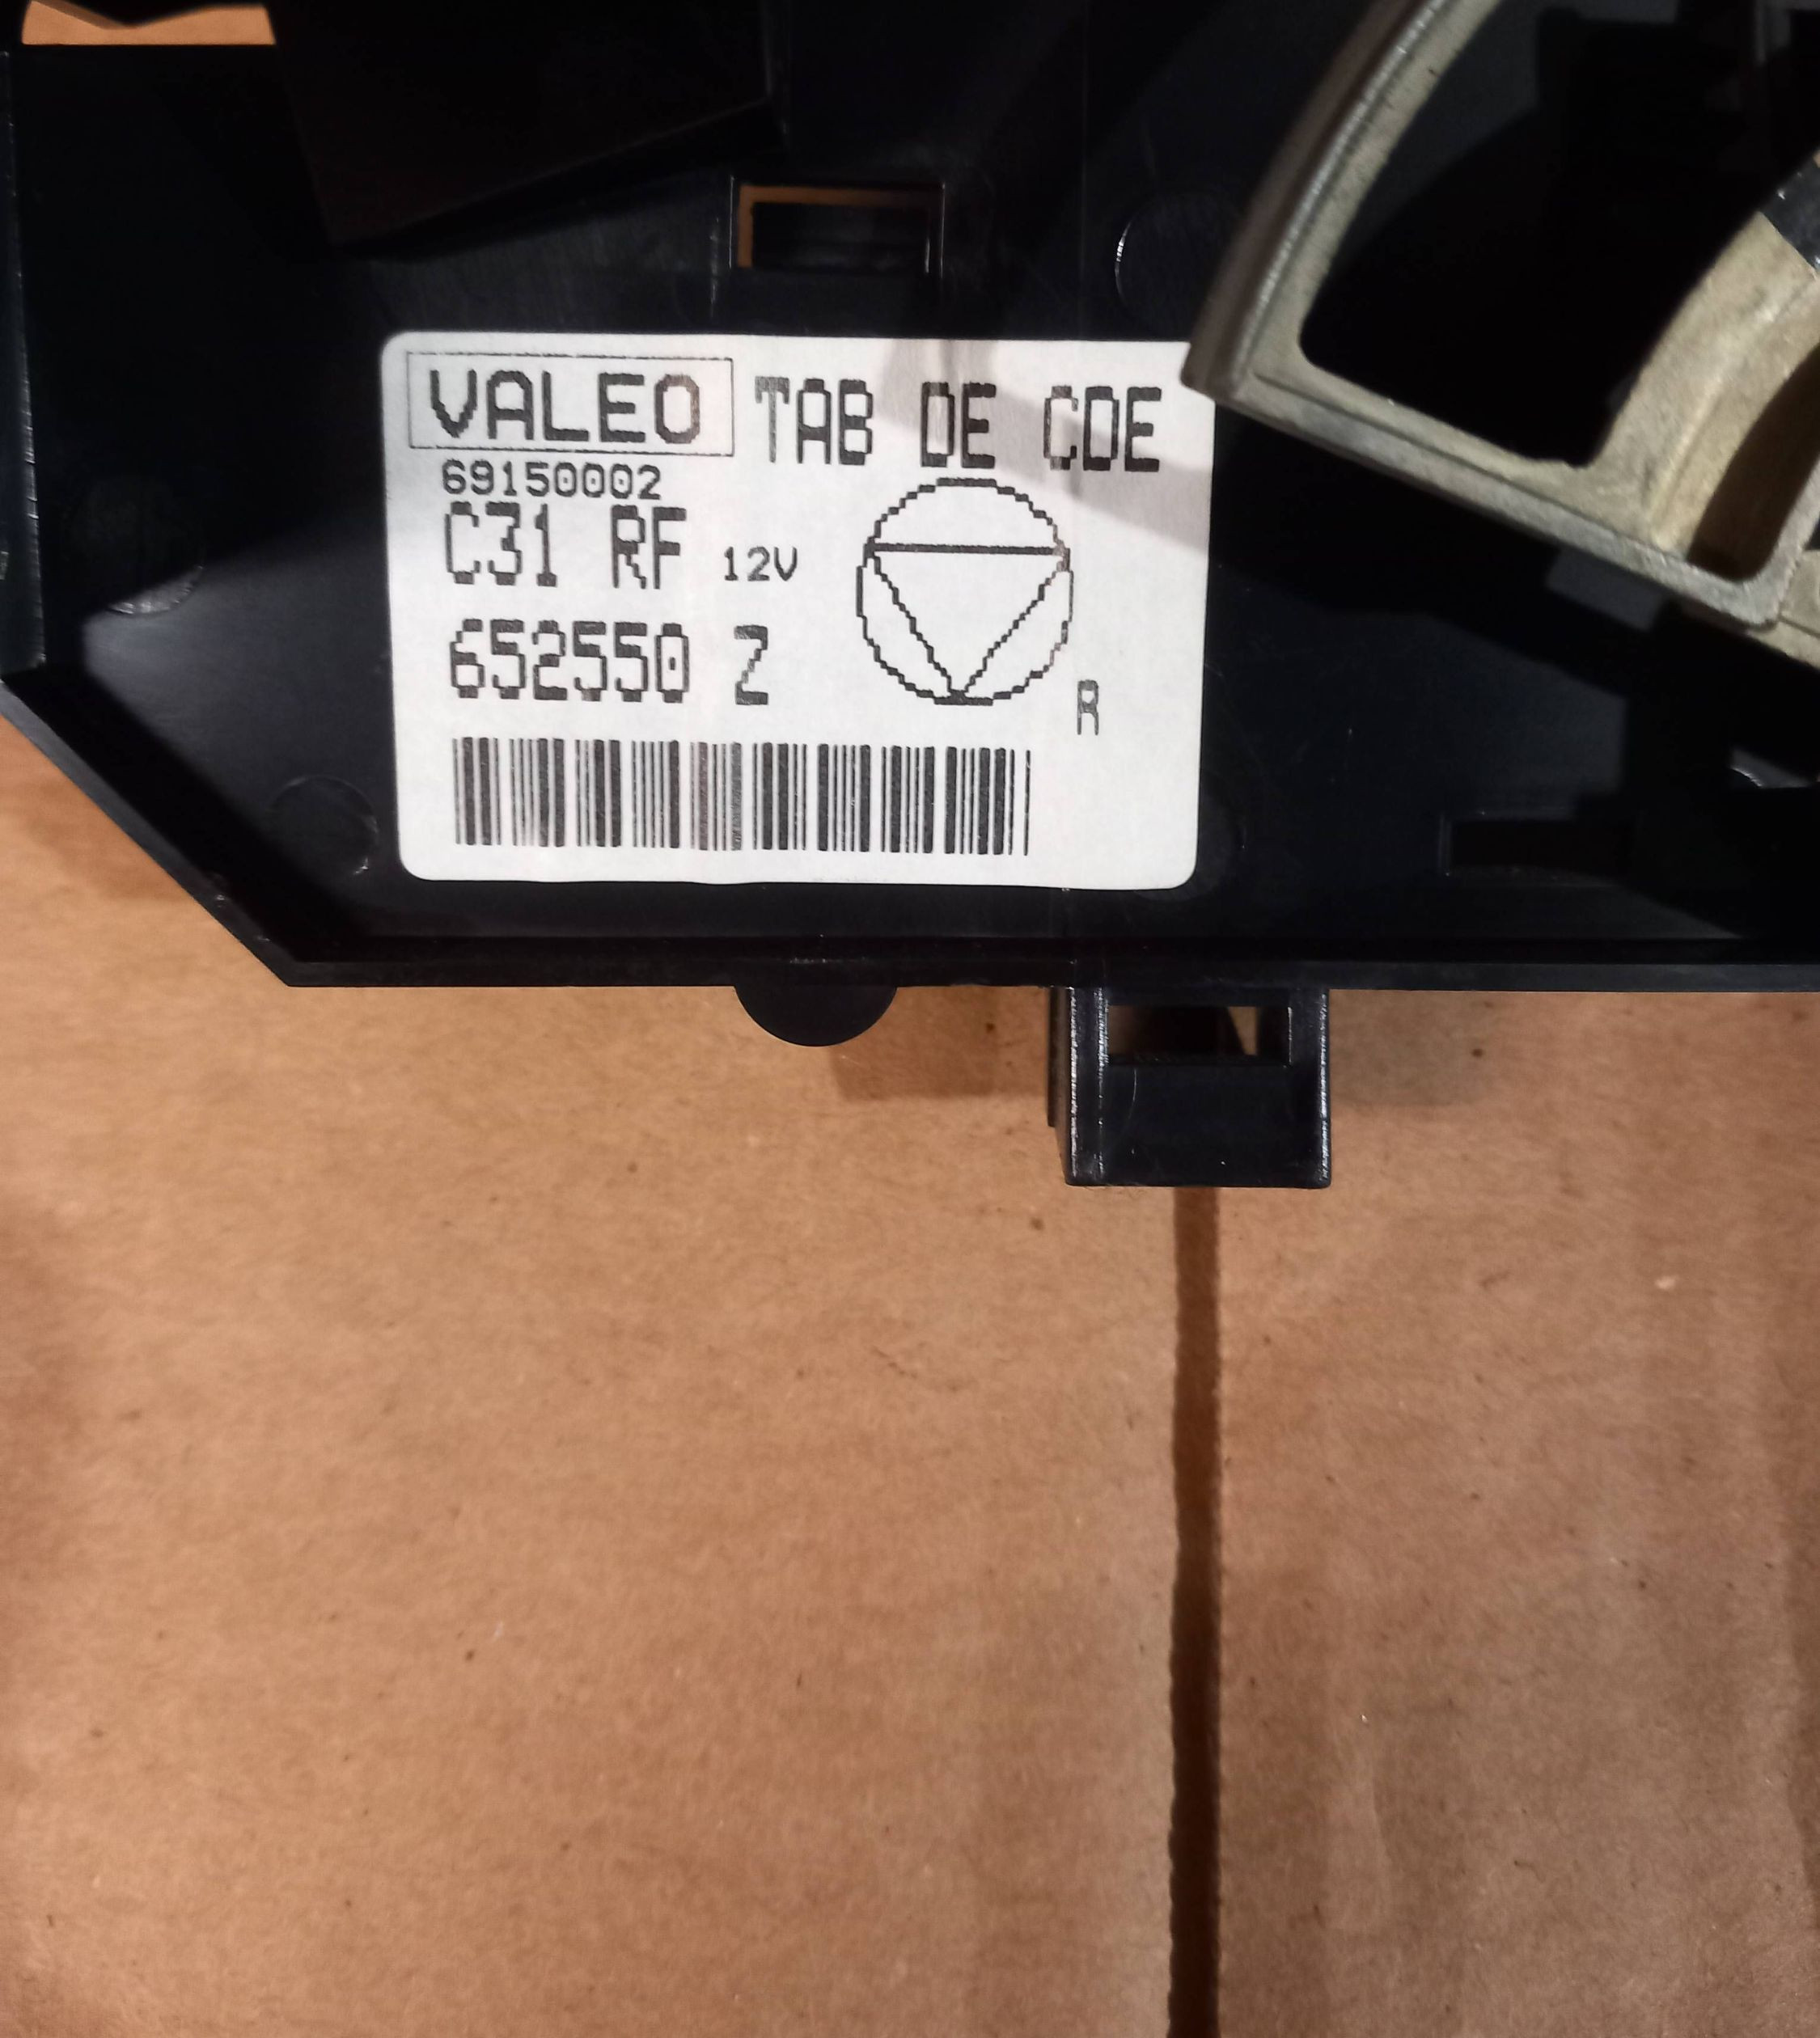 VALEO TAB DE CDE
69150002
C31 RF 12V
652550 Z
R